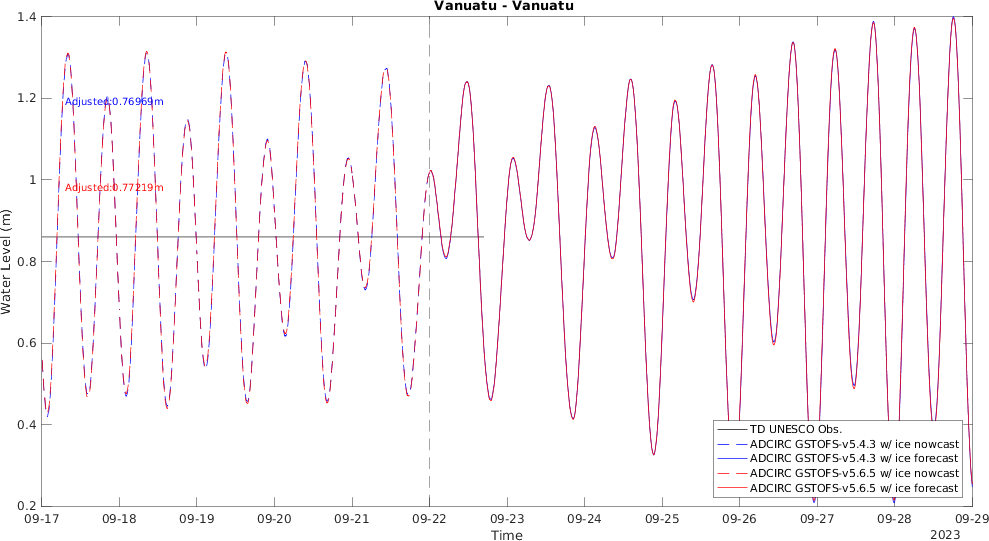 Vanuatu - Vanuatu
1.4
1.2
1
0.8
0.6
0.4
0.2
Water Level (m)
Adjusted:0.76969m
Adjusted:0.77219m
TD UNESCO Obs.
ADCIRC GSTOFS-v5.4.3 w/ ice nowcast
ADCIRC GSTOFS-v5.4.3 w/ ice forecast
ADCIRC GSTOFS-v5.6.5 w/ ice nowcast
ADCIRC GSTOFS-v5.6.5 w/ ice forecast
09-17 09-18 09-19 09-20 09-21 09-22 09-23 09-24 09-25 09-26 09-27 09-28 09-29
Time
2023